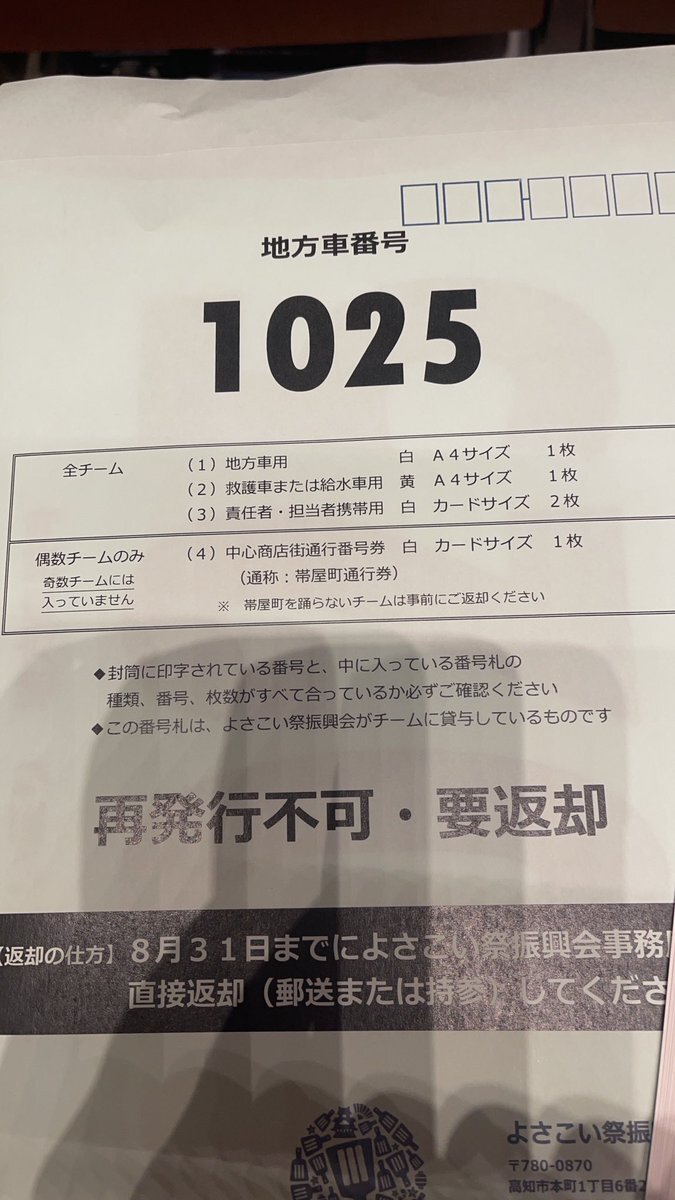 地方車番号
1025
全チーム （１）地方車用 白 Ａ４サイズ １枚
（２）救護車または給水車用 黄 Ａ４サイズ １枚
（３）責任者・担当者携帯用 白 カードサイズ ２枚
偶数チームのみ （４）中心商店街通行番号券 白 カードサイズ １枚
奇数チームには （通称：帯屋町通行券）
入っていません ※ 帯屋町を踊らないチームは事前にご返却ください
◆封筒に印字されている番号と、中に入っている番号札の
種類、番号、枚数がすべて合っているか必ずご確認ください
◆この番号札は、よさこい祭振興会がチームに貸与しているものです
再発行不可・要返却
【返却の仕方】８月３１日までによさこい祭振興会事務
直接返却（郵送または持参）してくださ
よさこい祭振
〒780-0870
高知市本町1丁目6番2